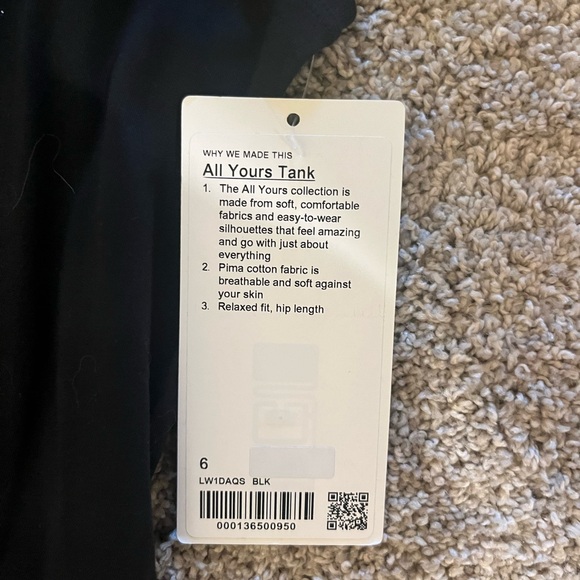 WHY WE MADE THIS
All Yours Tank
1. The All Yours collection is
made from soft, comfortable
fabrics and easy-to-wear
silhouettes that feel amazing
and go with just about
everything
2. Pima cotton fabric is
breathable and soft against
your skin
3. Relaxed fit, hip length
6
LW1DAQS BLK
000136500950